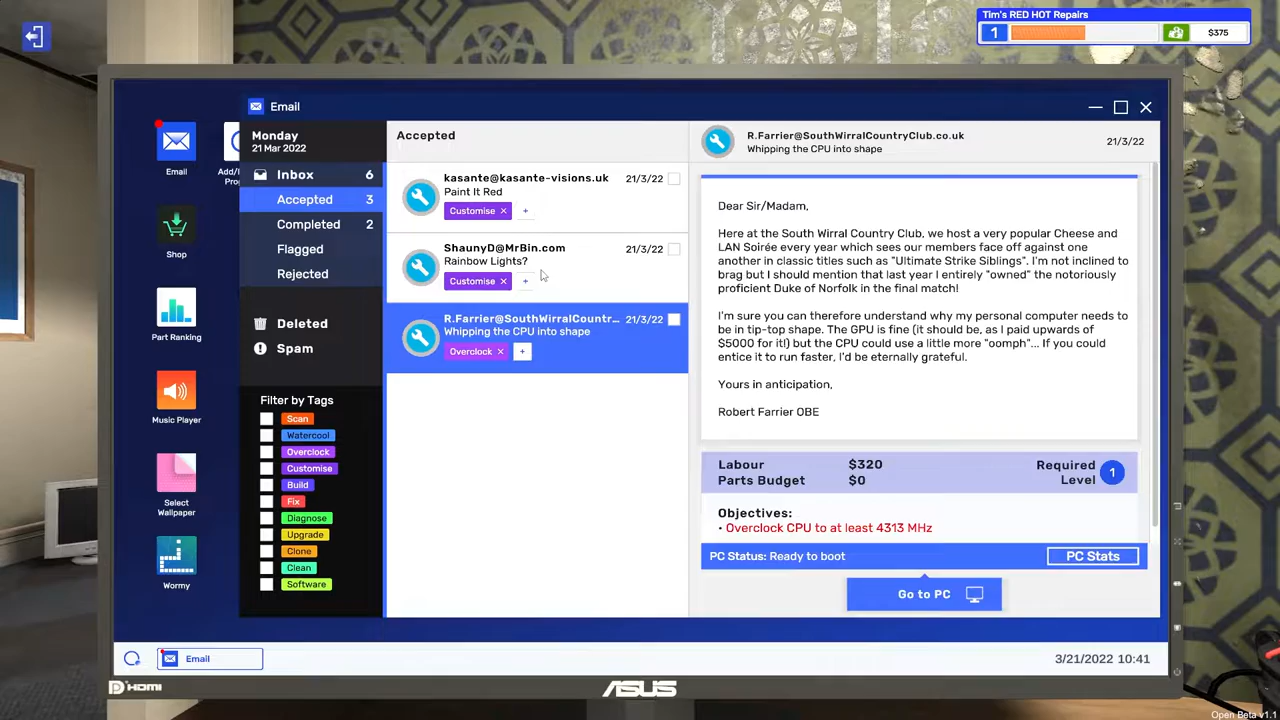 Tim's RED HOT Repairs
1
$375
Email
Monday
21 Mar 2022
Inbox 6
Accepted 3
Completed 2
Flagged
Rejected
Deleted
Spam
Filter by Tags
Scan
Watercool
Overclock
Customise
Build
Fix
Diagnose
Upgrade
Clone
Clean
Software
Email
Add/
Pro
Shop
Part Ranking
Music Player
Select
Wallpaper
Wormy
Accepted
kasante@kasante-visions.uk 21/3/22
Paint It Red
Customise × +
ShaunyD@MrBin.com 21/3/22
Rainbow Lights?
Customise × +
R.Farrier@SouthWirralCountr... 21/3/22
Whipping the CPU into shape
Overclock × +
R.Farrier@SouthWirralCountryClub.co.uk
Whipping the CPU into shape
21/3/22
Dear Sir/Madam,
Here at the South Wirral Country Club, we host a very popular Cheese and
LAN Soirée every year which sees our members face off against one
another in classic titles such as "Ultimate Strike Siblings". I'm not inclined to
brag but I should mention that last year I entirely "owned" the notoriously
proficient Duke of Norfolk in the final match!
I'm sure you can therefore understand why my personal computer needs to
be in tip-top shape. The GPU is fine (it should be, as I paid upwards of
$5000 for it!) but the CPU could use a little more "oomph"... If you could
entice it to run faster, I'd be eternally grateful.
Yours in anticipation,
Robert Farrier OBE
Labour $320
Parts Budget $0
Required
Level 1
Objectives:
• Overclock CPU to at least 4313 MHz
PC Status: Ready to boot
PC Stats
Go to PC
Email
3/21/2022 10:41
HDMI
ASUS
Open Beta v1.1